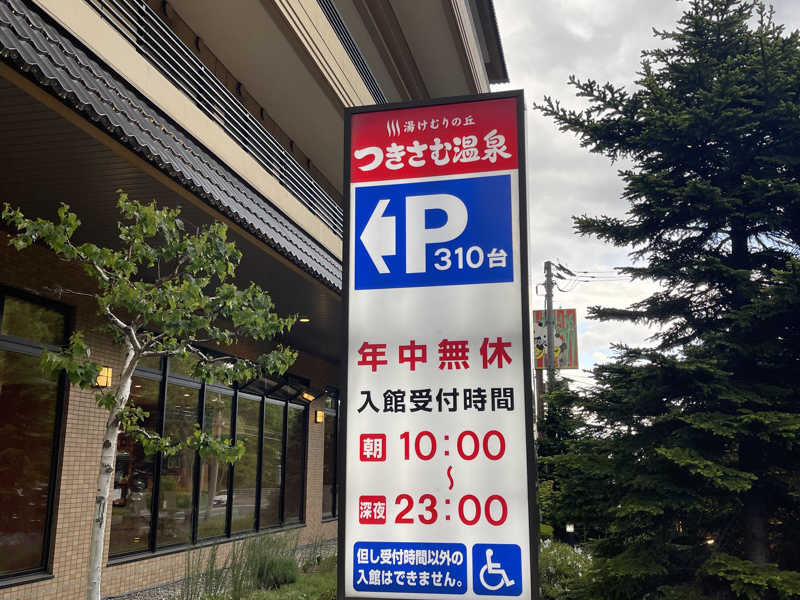 湯けむりの丘
つきさむ温泉
P
310台
年中無休
入館受付時間
朝 10：00
～
深夜 23：00
但し受付時間以外の
入館はできません。